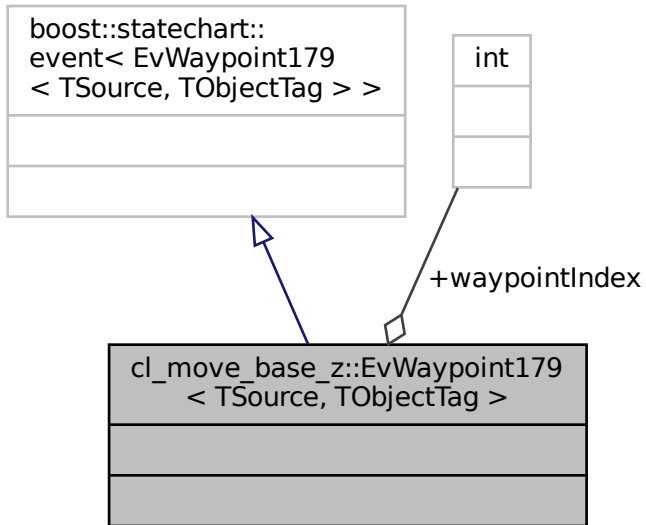 boost::statechart::
event< EvWaypoint179
< TSource, TObjectTag > >
int
+waypointIndex
cl_move_base_z::EvWaypoint179
< TSource, TObjectTag >